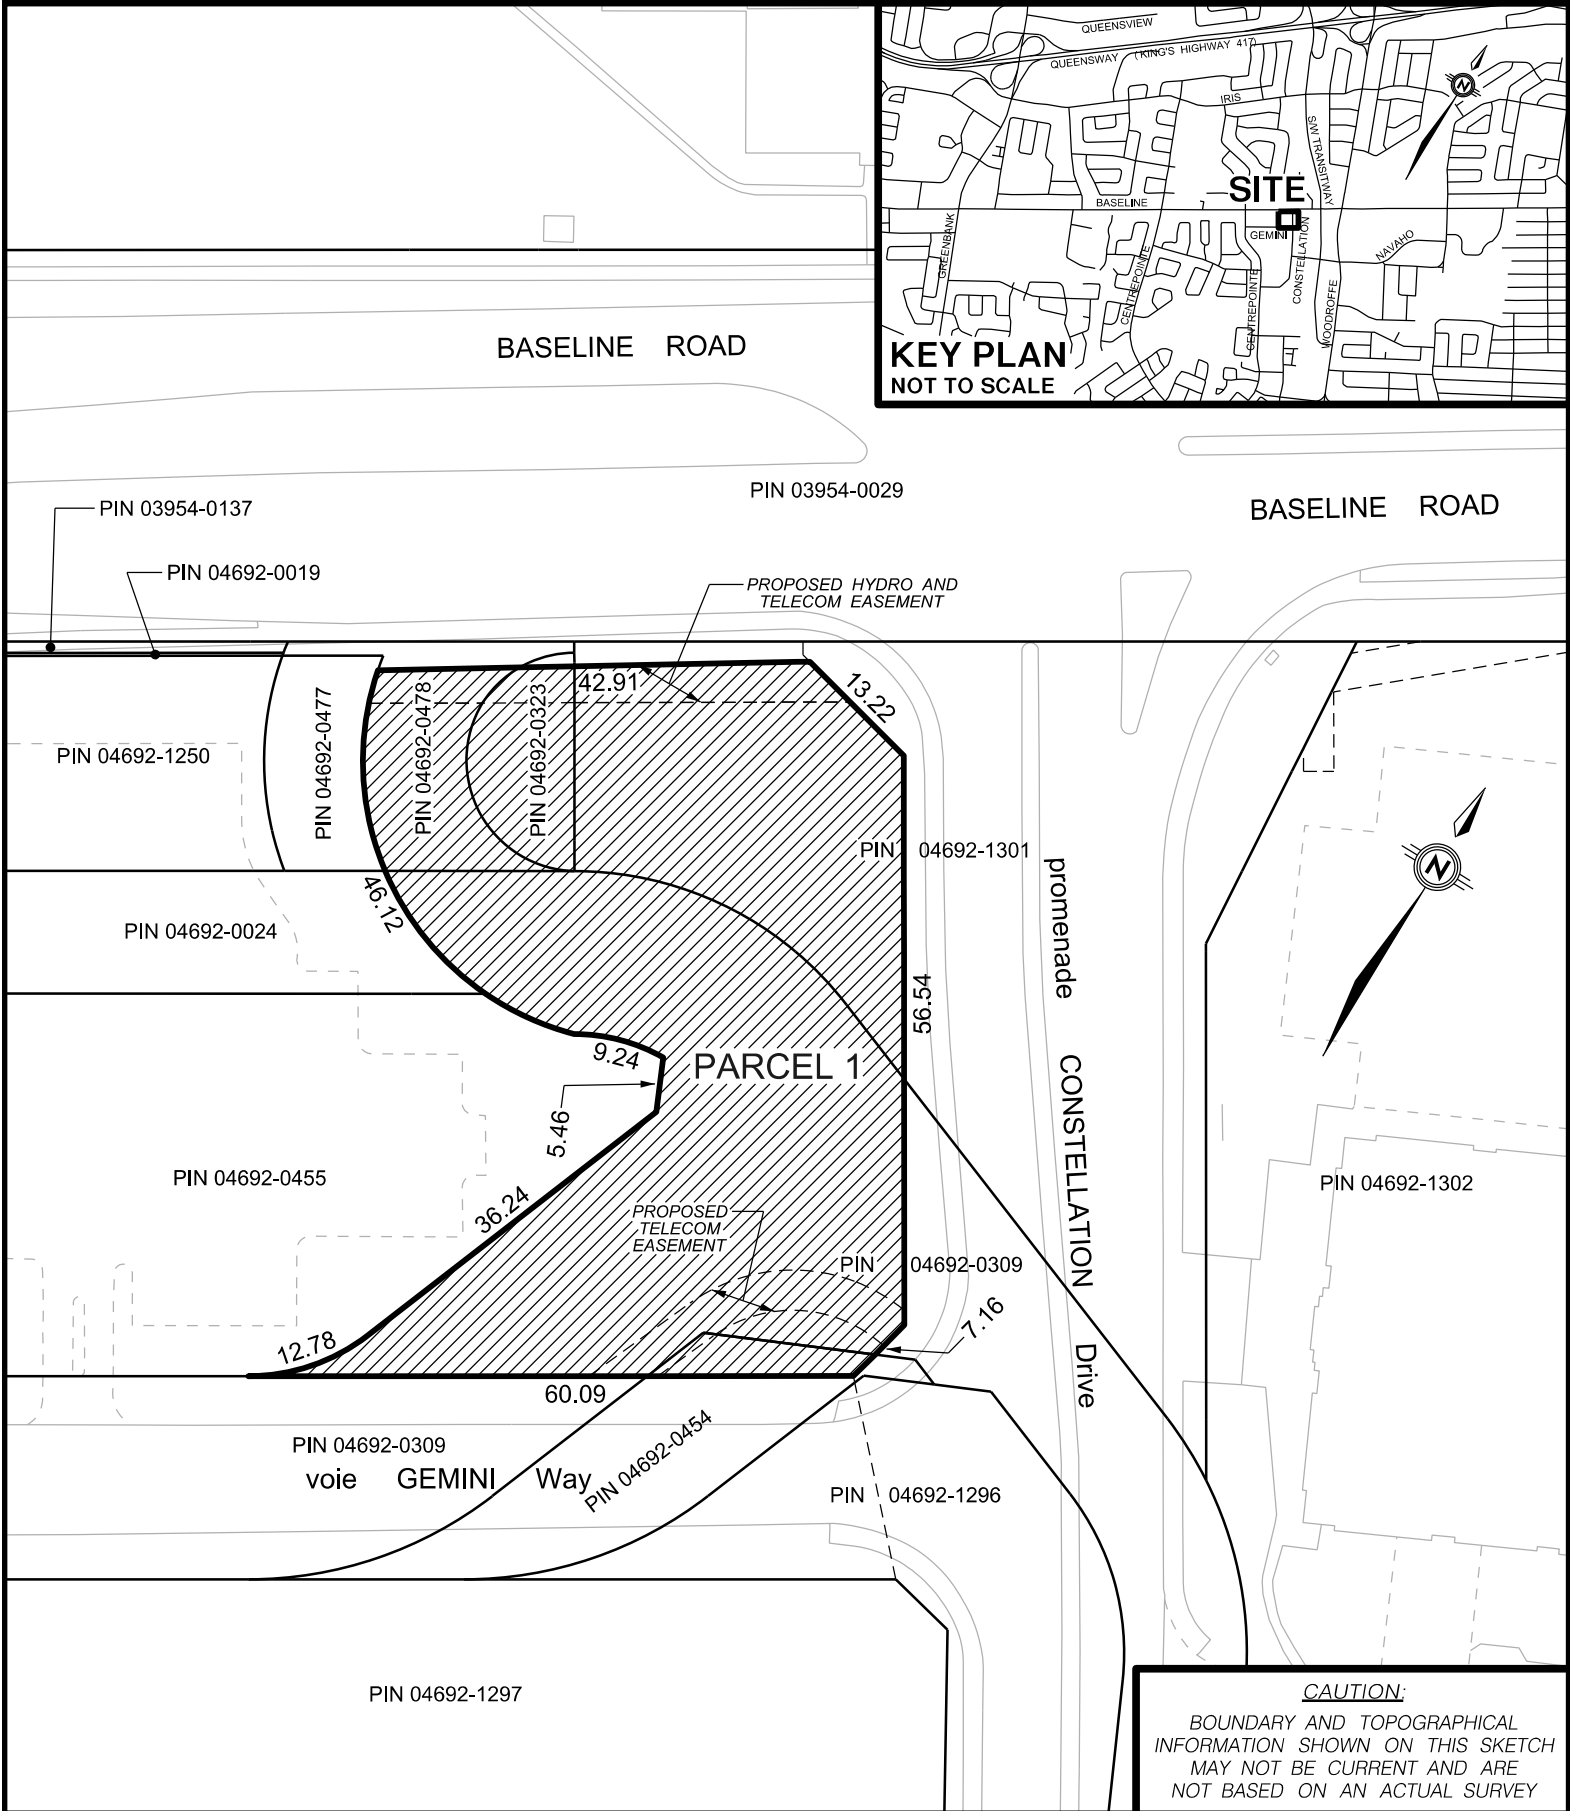 QUEENSVIEW
QUEENSWAY (KING'S HIGHWAY 417)
IRIS
S/W TRANSITWAY
SITE
BASELINE
GEMINI
GREENBANK
CENTREPOINTE
CENTREPOINTE
CONSTELLATION
NAVAHO
WOODROFFE
KEY PLAN
NOT TO SCALE
N
BASELINE ROAD
PIN 03954-0029
BASELINE ROAD
PIN 03954-0137
PIN 04692-0019
PROPOSED HYDRO AND
TELECOM EASEMENT
42.91
13.22
PIN 04692-1250
PIN 04692-0477
PIN 04692-0478
PIN 04692-0323
PIN 04692-1301
46.12
PIN 04692-0024
56.54
promenade CONSTELLATION Drive
N
9.24
PARCEL 1
5.46
PIN 04692-0455
PIN 04692-1302
36.24
PROPOSED
TELECOM
EASEMENT
PIN 04692-0309
7.16
12.78
60.09
PIN 04692-0309
voie GEMINI Way
PIN 04692-0454
PIN 04692-1296
PIN 04692-1297
CAUTION:
BOUNDARY AND TOPOGRAPHICAL
INFORMATION SHOWN ON THIS SKETCH
MAY NOT BE CURRENT AND ARE
NOT BASED ON AN ACTUAL SURVEY